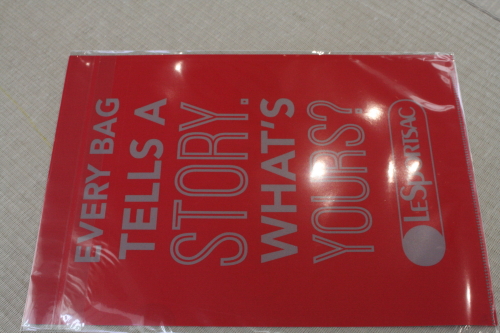 EVERY BAG
TELLS A
STORY.
WHAT'S
YOURS?
LESPORTSAC